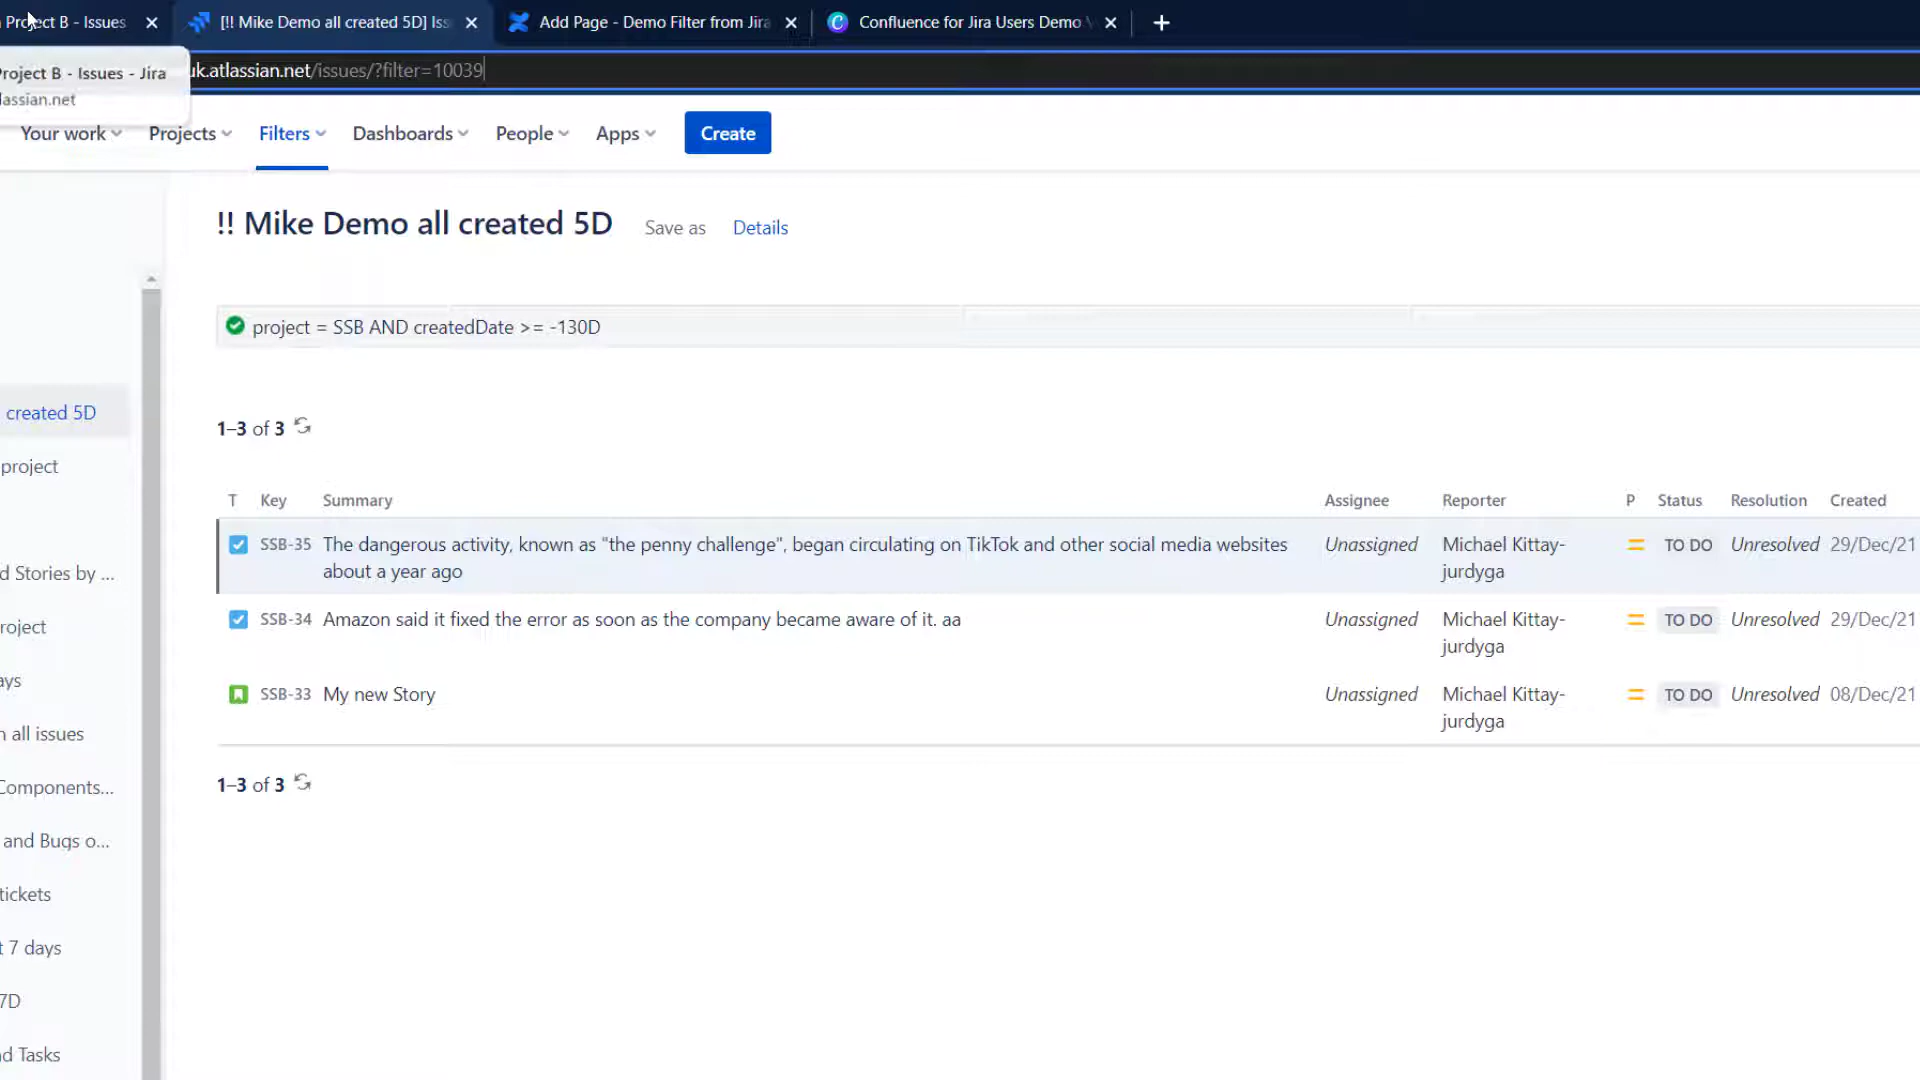 Project B - Issues
[!! Mike Demo all created 5D] Iss
Add Page - Demo Filter from Jira
Confluence for Jira Users Demo V
Project B - Issues - Jira
lassian.net
uk.atlassian.net/issues/?filter=10039
Your work
Projects
Filters
Dashboards
People
Apps
Create
!! Mike Demo all created 5D
Save as
Details
project = SSB AND createdDate >= -130D
created 5D
project
d Stories by ...
roject
ays
n all issues
Components...
and Bugs o...
tickets
t 7 days
7D
nd Tasks
1–3 of 3
T Key Summary Assignee Reporter P Status Resolution Created
SSB-35 The dangerous activity, known as "the penny challenge", began circulating on TikTok and other social media websites Unassigned Michael Kittay- TO DO Unresolved 29/Dec/21
about a year ago jurdyga
SSB-34 Amazon said it fixed the error as soon as the company became aware of it. aa Unassigned Michael Kittay- TO DO Unresolved 29/Dec/21
jurdyga
SSB-33 My new Story Unassigned Michael Kittay- TO DO Unresolved 08/Dec/21
jurdyga
1–3 of 3